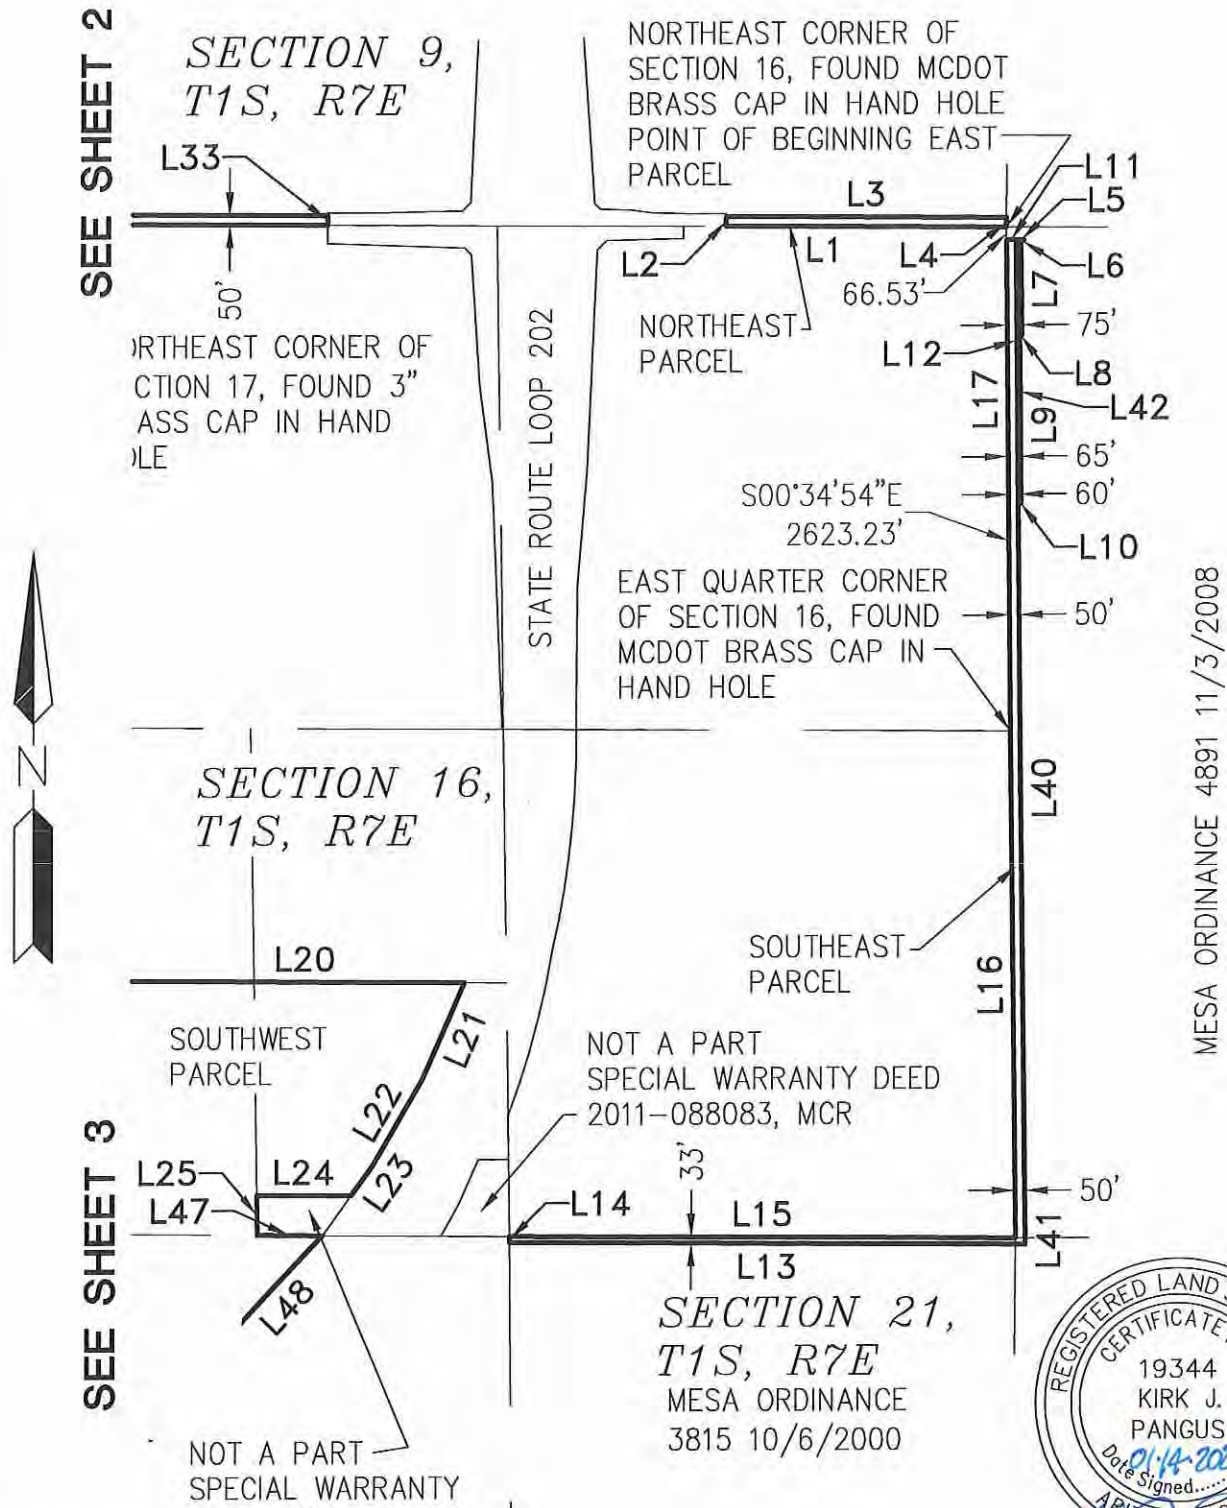 SEE SHEET 2
SECTION 9,
T1S, R7E
L33
50'
NORTHEAST CORNER OF
SECTION 16, FOUND MCDOT
BRASS CAP IN HAND HOLE
POINT OF BEGINNING EAST
PARCEL
L3
L11
L5
L2
L1
L4
L6
66.53'
L7
NORTHEAST
PARCEL
75'
L12
L8
L17
L42
L9
65'
S00°34'54"E
2623.23'
60'
L10
)RTHEAST CORNER OF
CTION 17, FOUND 3"
ASS CAP IN HAND
)LE
STATE ROUTE LOOP 202
EAST QUARTER CORNER
OF SECTION 16, FOUND
MCDOT BRASS CAP IN
HAND HOLE
50'
MESA ORDINANCE 4891 11/3/2008
N
SECTION 16,
T1S, R7E
L40
SOUTHEAST
PARCEL
L16
L20
SOUTHWEST
PARCEL
L21
L22
L23
NOT A PART
SPECIAL WARRANTY DEED
2011-088083, MCR
SEE SHEET 3
L25
L24
L47
L48
33'
L14
L15
L13
50'
L41
SECTION 21,
T1S, R7E
MESA ORDINANCE
3815 10/6/2000
NOT A PART
SPECIAL WARRANTY
REGISTERED LAND
CERTIFICATE
19344
KIRK J.
PANGUS
01-14-202
Date Signed......